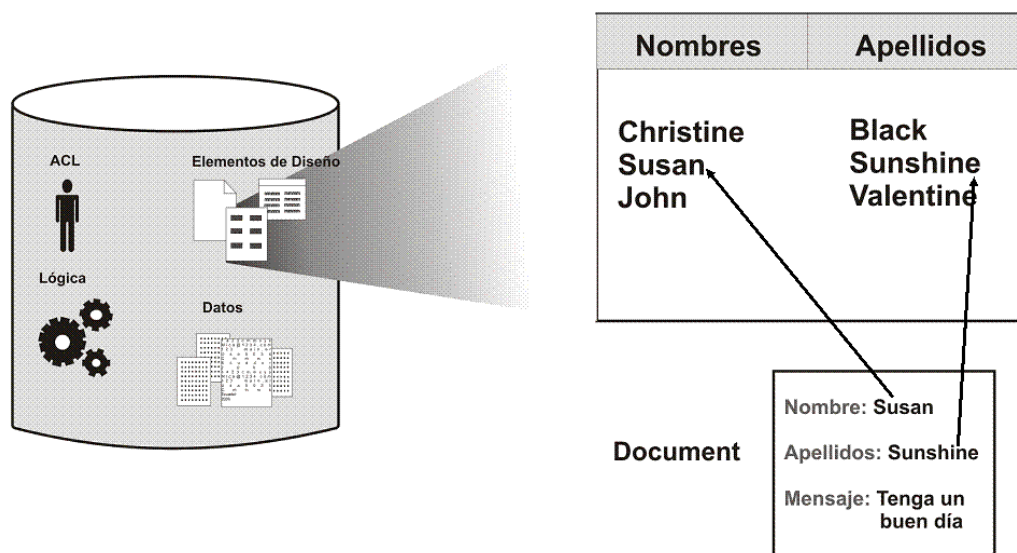 ACL
Elementos de Diseño
Lógica
Datos
Nombres Apellidos
Christine Black
Susan Sunshine
John Valentine
Document
Nombre: Susan
Apellidos: Sunshine
Mensaje: Tenga un
buen día